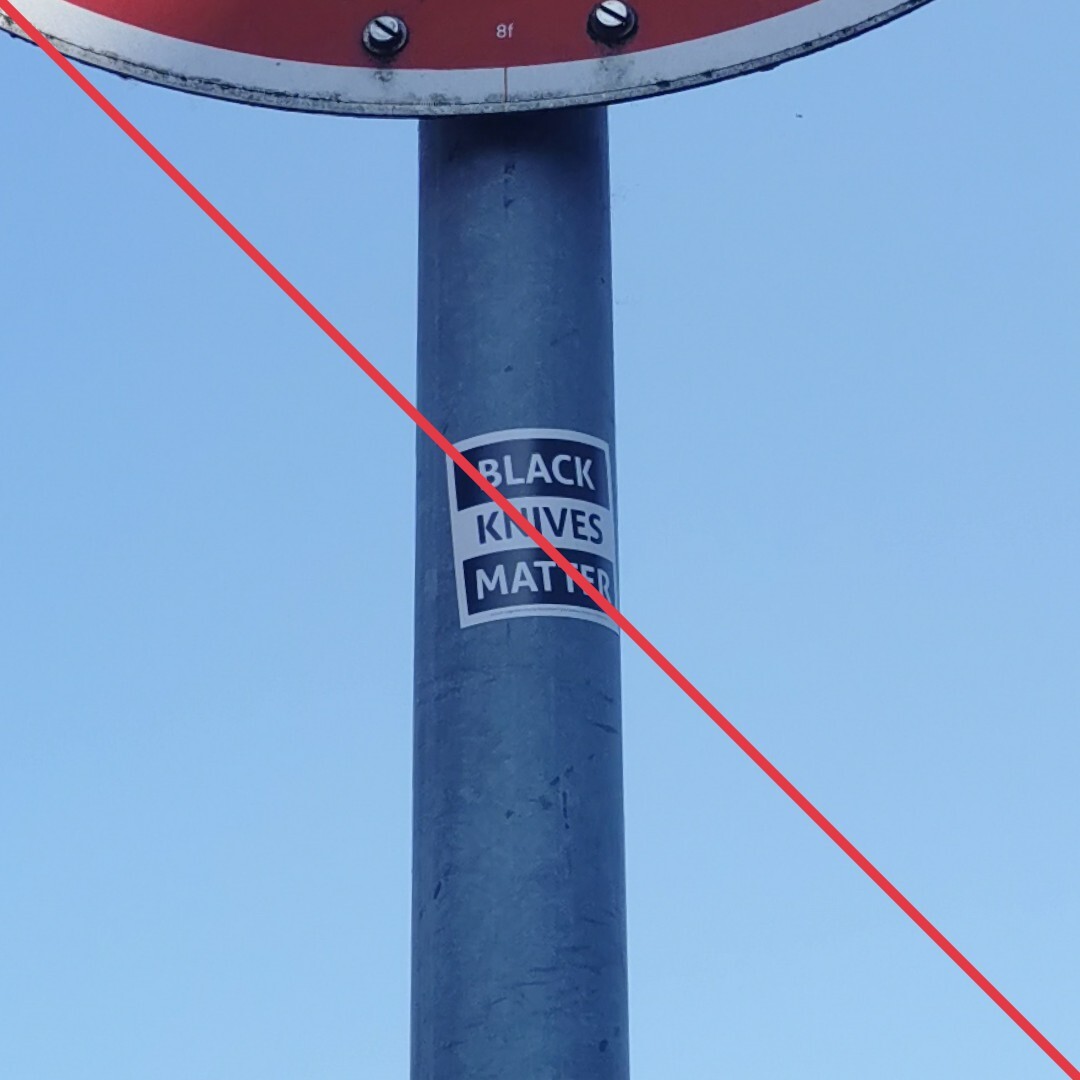 8f
BLACK
KNIVES
MATTER